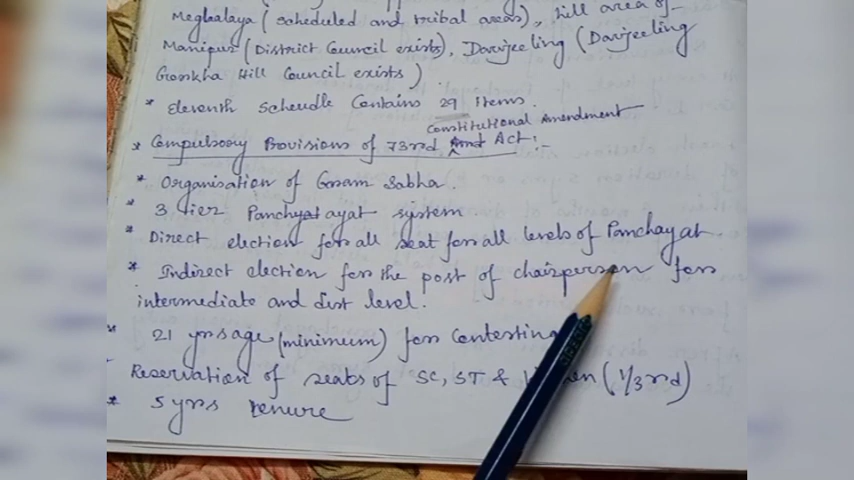 Meghalaya (scheduled and tribal areas), hill area of
Manipur (District Council exists), Darjeeling (Darjeeling
Gorkha Hill Council exists)
* Eleventh Scheudle Contains 29 items.
Constitutional Amendment
* Compulsory Provisions of 73rd Act:-
* Organisation of Gram Sabha.
* 3 tier Panchyatayat system
* Direct election for all seat for all levels of Panchayat
* Indirect election for the post of chairperson for
intermediate and dist level.
* 21 yrs age (minimum) for Contesting
Reservation of seats of SC, ST & (1/3rd)
* 5 yrs tenure